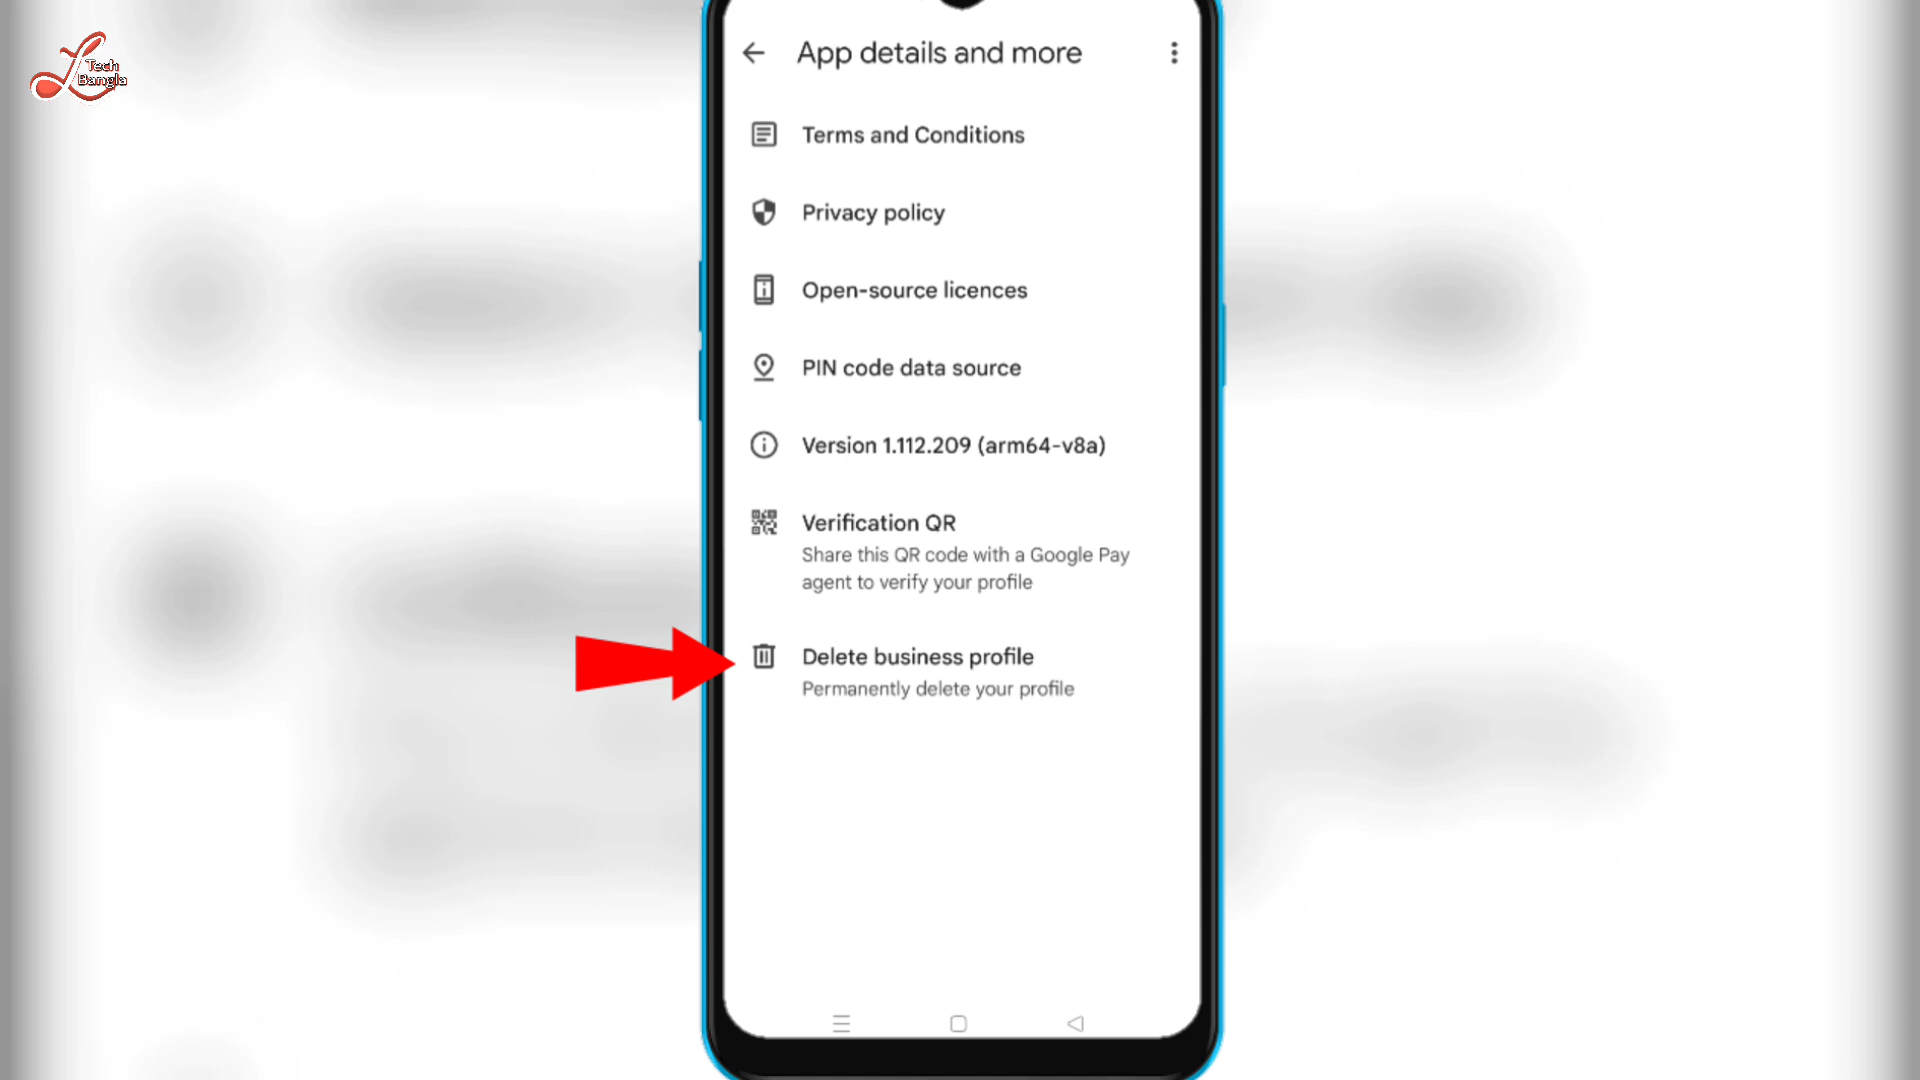 Tech
Bangla
App details and more
Terms and Conditions
Privacy policy
Open-source licences
PIN code data source
Version 1.112.209 (arm64-v8a)
Verification QR
Share this QR code with a Google Pay
agent to verify your profile
Delete business profile
Permanently delete your profile